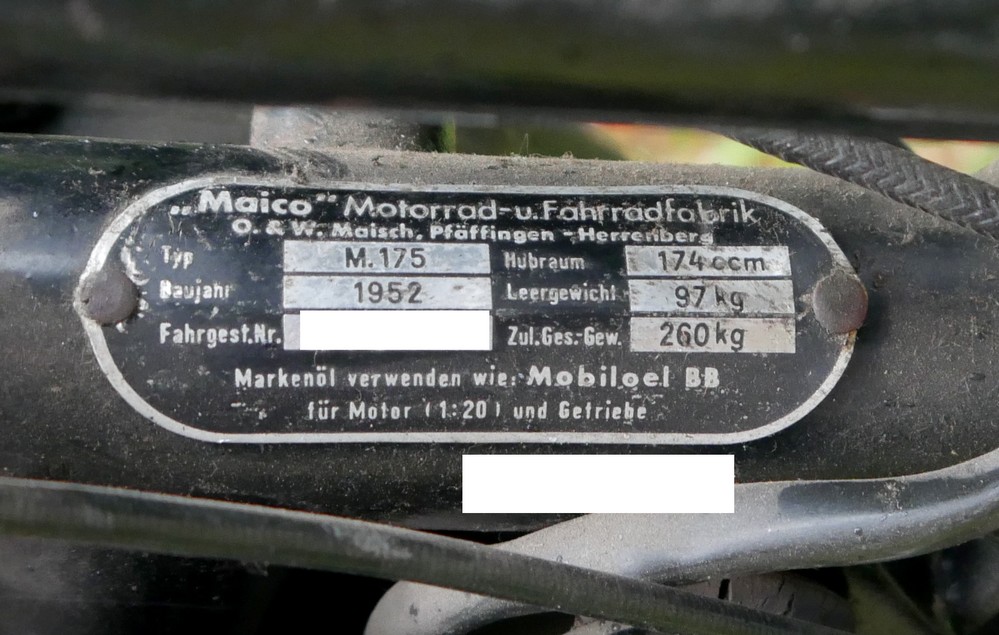 „Maico“ Motorrad-u.Fahrradfabrik
O. & W. Maisch, Pfäffingen-Herrenberg
Typ M.175 Hubraum 174 ccm
Baujahr 1952 Leergewicht 97 kg
Fahrgest.Nr. Zul.Ges.-Gew. 260 kg
Markenöl verwenden wie: Mobiloel BB
für Motor (1:20) und Getriebe